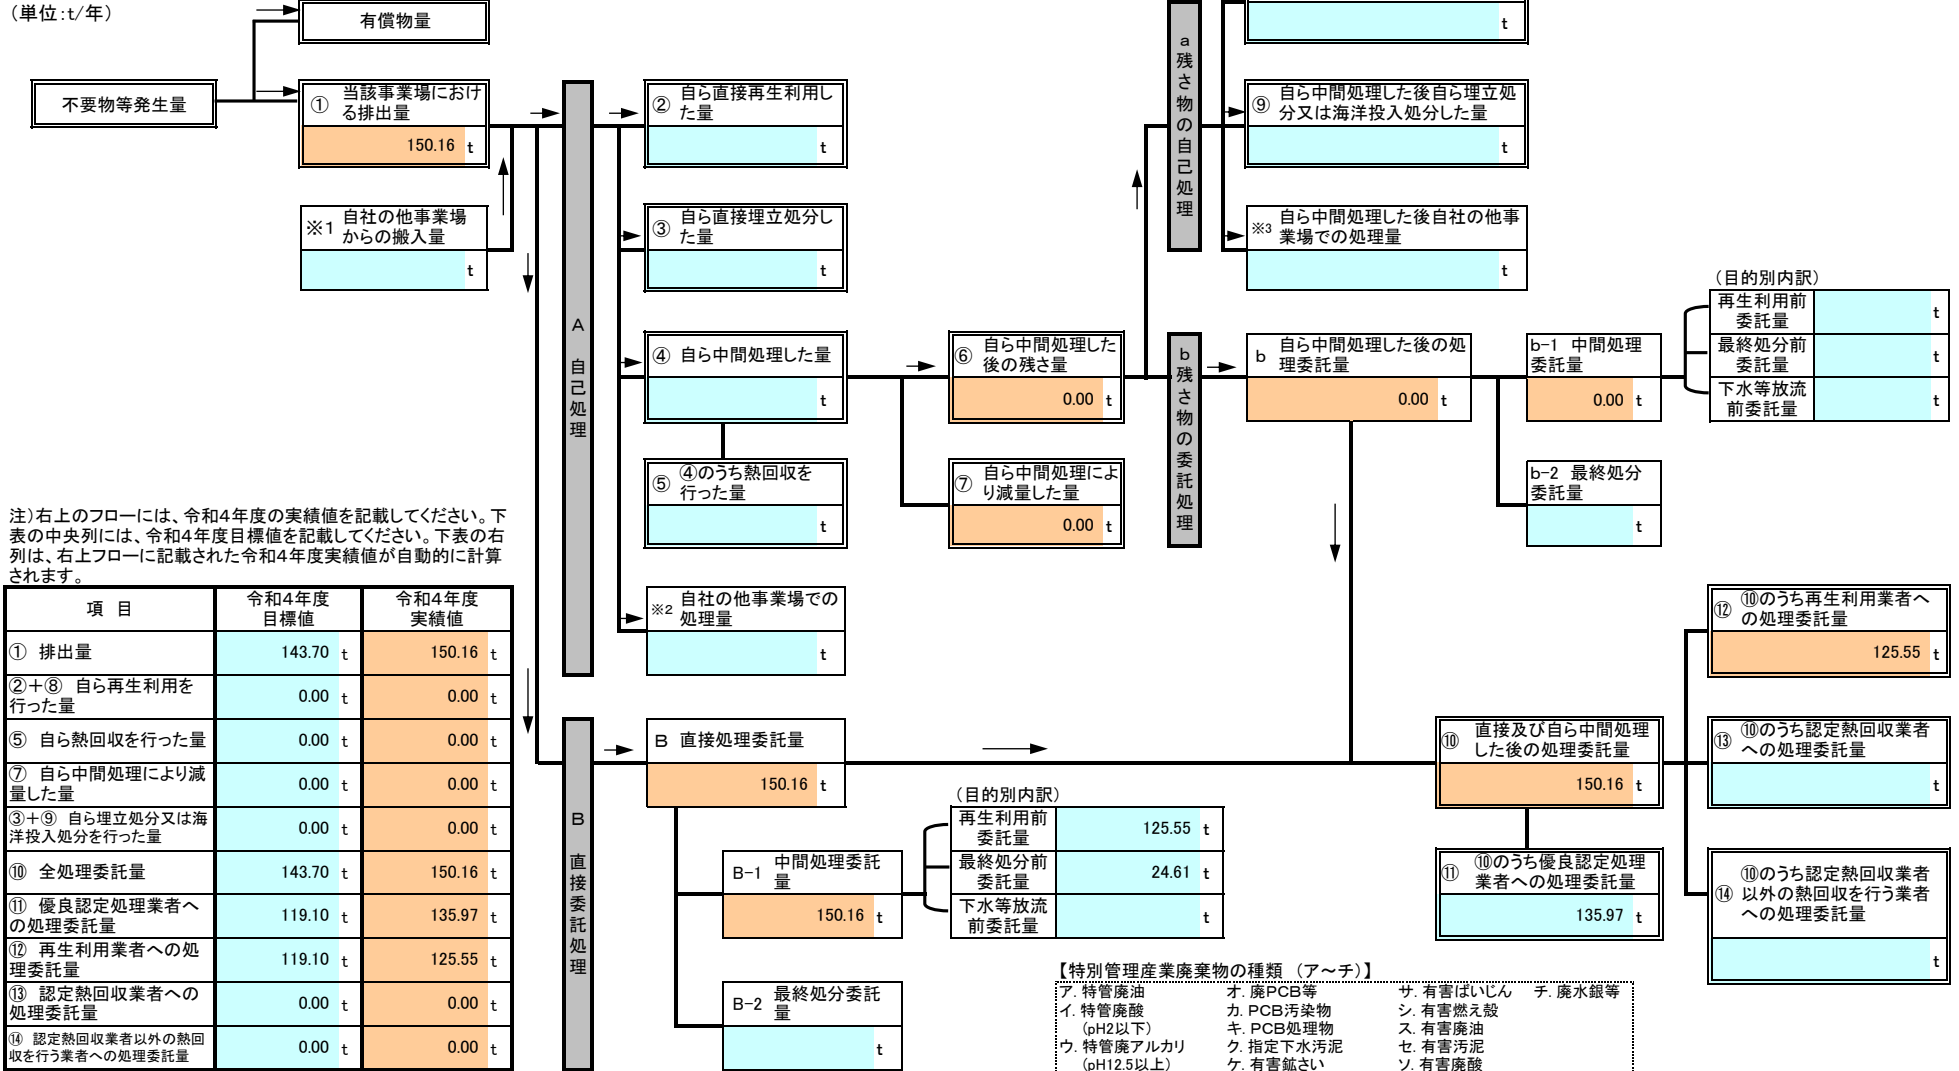 (単位:t/年)
有償物量
不要物等発生量
① 当該事業場におけ
る排出量
150.16 t
※1 自社の他事業場
からの搬入量
t
A 自己処理
② 自ら直接再生利用し
た量
t
③ 自ら直接埋立処分し
た量
t
④ 自ら中間処理した量
t
⑤ ④のうち熱回収を
行った量
t
※2 自社の他事業場での
処理量
t
⑥ 自ら中間処理した
後の残さ量
0.00 t
⑦ 自ら中間処理によ
り減量した量
0.00 t
a 残さ物の自己処理
t
⑨ 自ら中間処理した後自ら埋立処
分又は海洋投入処分した量
t
※3 自ら中間処理した後自社の他事
業場での処理量
t
b 残さ物の委託処理
b 自ら中間処理した後の処
理委託量
0.00 t
b-1 中間処理
委託量
0.00 t
b-2 最終処分
委託量
t
(目的別内訳)
再生利用前
委託量
t
最終処分前
委託量
t
下水等放流
前委託量
t
注)右上のフローには、令和4年度の実績値を記載してください。下
表の中央列には、令和4年度目標値を記載してください。下表の右
列は、右上フローに記載された令和4年度実績値が自動的に計算
されます。
項 目 令和4年度
目標値 令和4年度
実績値
① 排出量 143.70 t 150.16 t
②+⑧ 自ら再生利用を
行った量 0.00 t 0.00 t
⑤ 自ら熱回収を行った量 0.00 t 0.00 t
⑦ 自ら中間処理により減
量した量 0.00 t 0.00 t
③+⑨ 自ら埋立処分又は海
洋投入処分を行った量 0.00 t 0.00 t
⑩ 全処理委託量 143.70 t 150.16 t
⑪ 優良認定処理業者へ
の処理委託量 119.10 t 135.97 t
⑫ 再生利用業者への処
理委託量 119.10 t 125.55 t
⑬ 認定熱回収業者への
処理委託量 0.00 t 0.00 t
⑭ 認定熱回収業者以外の熱回
収を行う業者への処理委託量 0.00 t 0.00 t
B 直接委託処理
B 直接処理委託量
150.16 t
B-1 中間処理委託
量
150.16 t
B-2 最終処分委託
量
t
(目的別内訳)
再生利用前
委託量
125.55 t
最終処分前
委託量
24.61 t
下水等放流
前委託量
t
⑩ 直接及び自ら中間処理
した後の処理委託量
150.16 t
⑪ ⑩のうち優良認定処理
業者への処理委託量
135.97 t
⑫ ⑩のうち再生利用業者へ
の処理委託量
125.55 t
⑬ ⑩のうち認定熱回収業者
への処理委託量
t
⑭ ⑩のうち認定熱回収業者
以外の熱回収を行う業者
への処理委託量
t
【特別管理産業廃棄物の種類 (ア~チ)】
ア. 特管廃油 オ. 廃PCB等 サ. 有害ばいじん チ. 廃水銀等
イ. 特管廃酸 カ. PCB汚染物 シ. 有害燃え殻
(pH2以下) キ. PCB処理物 ス. 有害廃油
ウ. 特管廃アルカリ ク. 指定下水汚泥 セ. 有害汚泥
(pH12.5以上) ケ. 有害鉱さい ソ. 有害廃酸